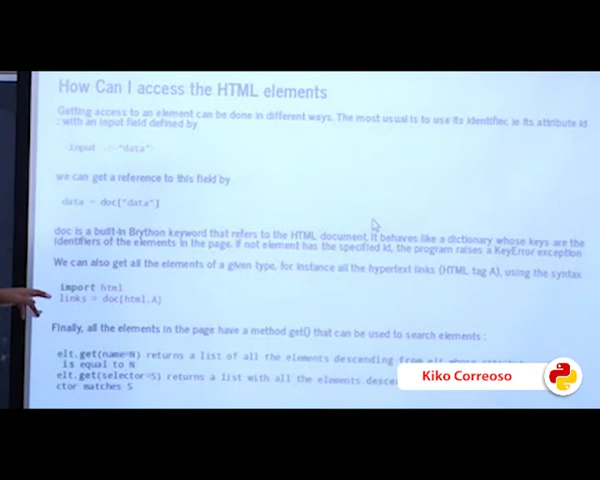 How Can I access the HTML elements
Getting access to an element can be done in different ways. The most usual is to use its identifier, ie its attribute id
: with an input field defined by
input "data"
we can get a reference to this field by
data = doc["data"]
doc is a built-in Brython keyword that refers to the HTML document. It behaves like a dictionary whose keys are the
identifiers of the elements in the page. If not element has the specified id, the program raises a KeyError exception
We can also get all the elements of a given type, for instance all the hypertext links (HTML tag A), using the syntax
import html
links = doc[html.A]
Finally, all the elements in the page have a method get() that can be used to search elements :
elt.get(name=N) returns a list of all the elements descending from elt whose
is equal to N
elt.get(selector=S) returns a list with all the elements
ctor matches S
Kiko Correoso